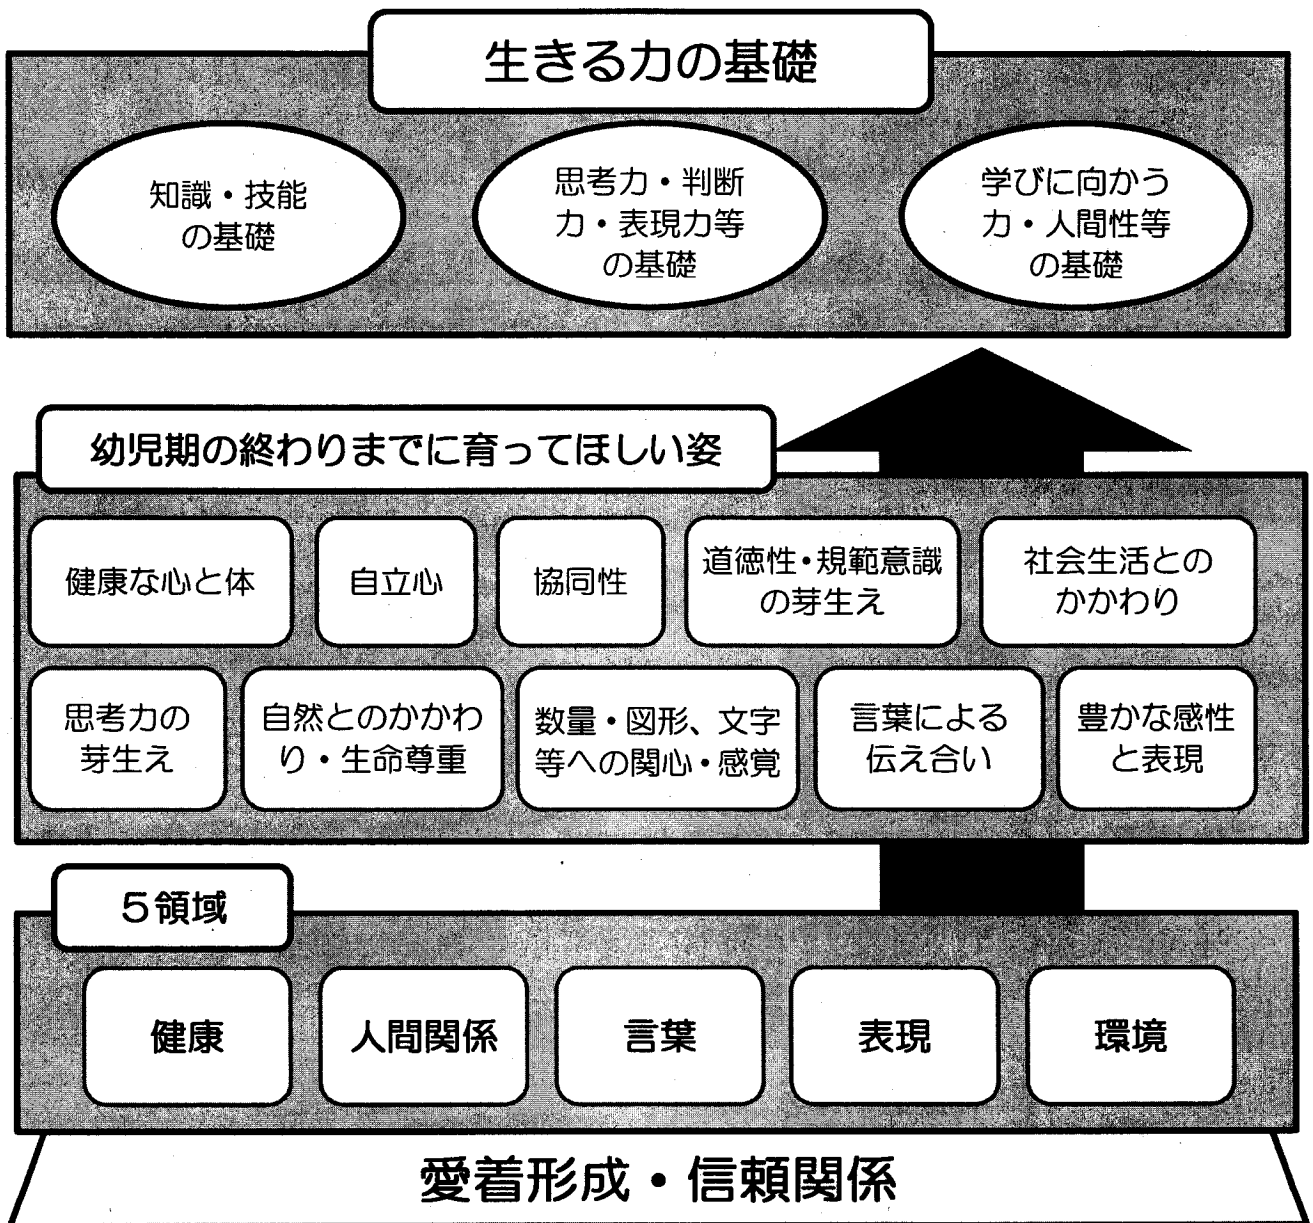 生きる力の基礎
知識・技能
の基礎
思考力・判断
力・表現力等
の基礎
学びに向かう
力・人間性等
の基礎
幼児期の終わりまでに育ってほしい姿
健康な心と体
自立心
協同性
道徳性・規範意識
の芽生え
社会生活との
かかわり
思考力の
芽生え
自然とのかかわ
り・生命尊重
数量・図形、文字
等への関心・感覚
言葉による
伝え合い
豊かな感性
と表現
5領域
健康
人間関係
言葉
表現
環境
愛着形成・信頼関係